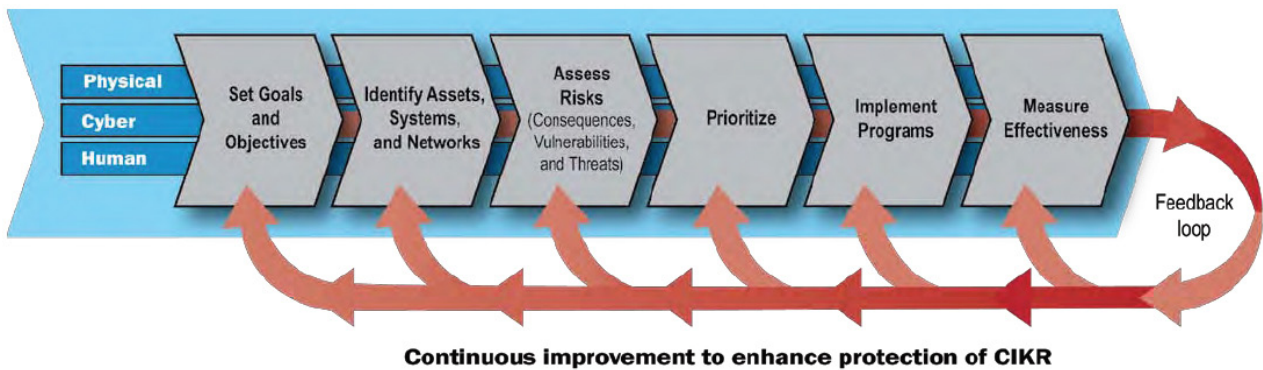 Physical
Cyber
Human
Set Goals
and
Objectives
Identify Assets,
Systems,
and Networks
Assess
Risks
(Consequences,
Vulnerabilities,
and Threats)
Prioritize
Implement
Programs
Measure
Effectiveness
Feedback
loop
Continuous improvement to enhance protection of CIKR